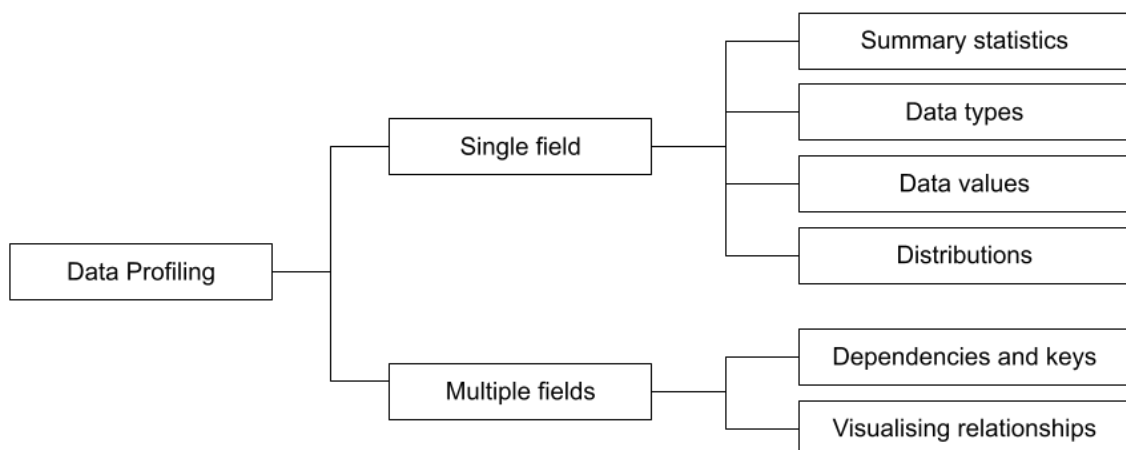 Data Profiling
Single field
Summary statistics
Data types
Data values
Distributions
Multiple fields
Dependencies and keys
Visualising relationships